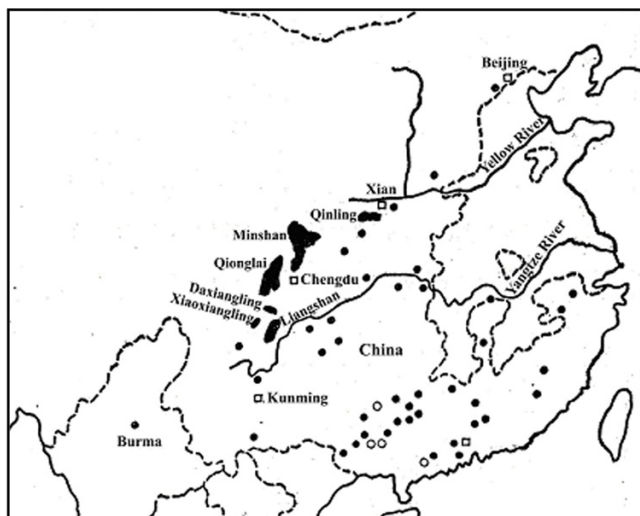 Beijing
Yellow River
Xian
Qinling
Minshan
Qionglai
Chengdu
Yangtze River
Daxiangling
Xiaoxiangling
Liangshan
China
Kunming
Burma